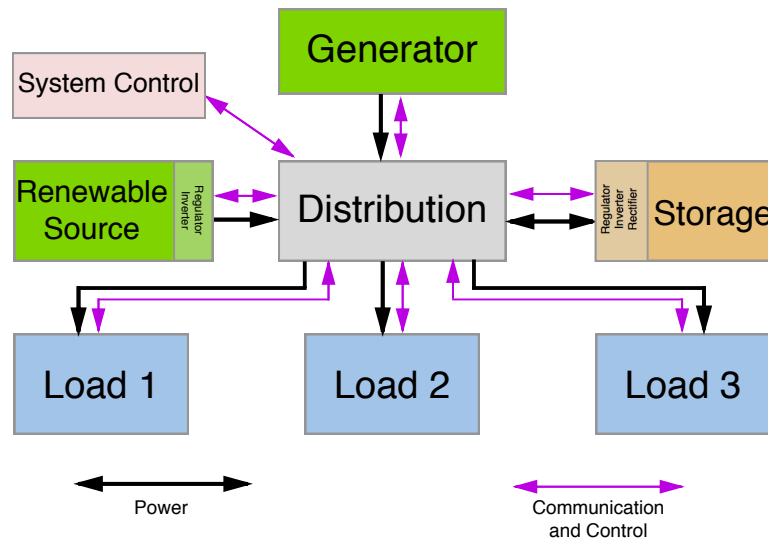 Generator
System Control
Renewable
Source
Regulator
Inverter
Distribution
Regulator
Inverter
Rectifier
Storage
Load 1
Load 2
Load 3
Power
Communication
and Control